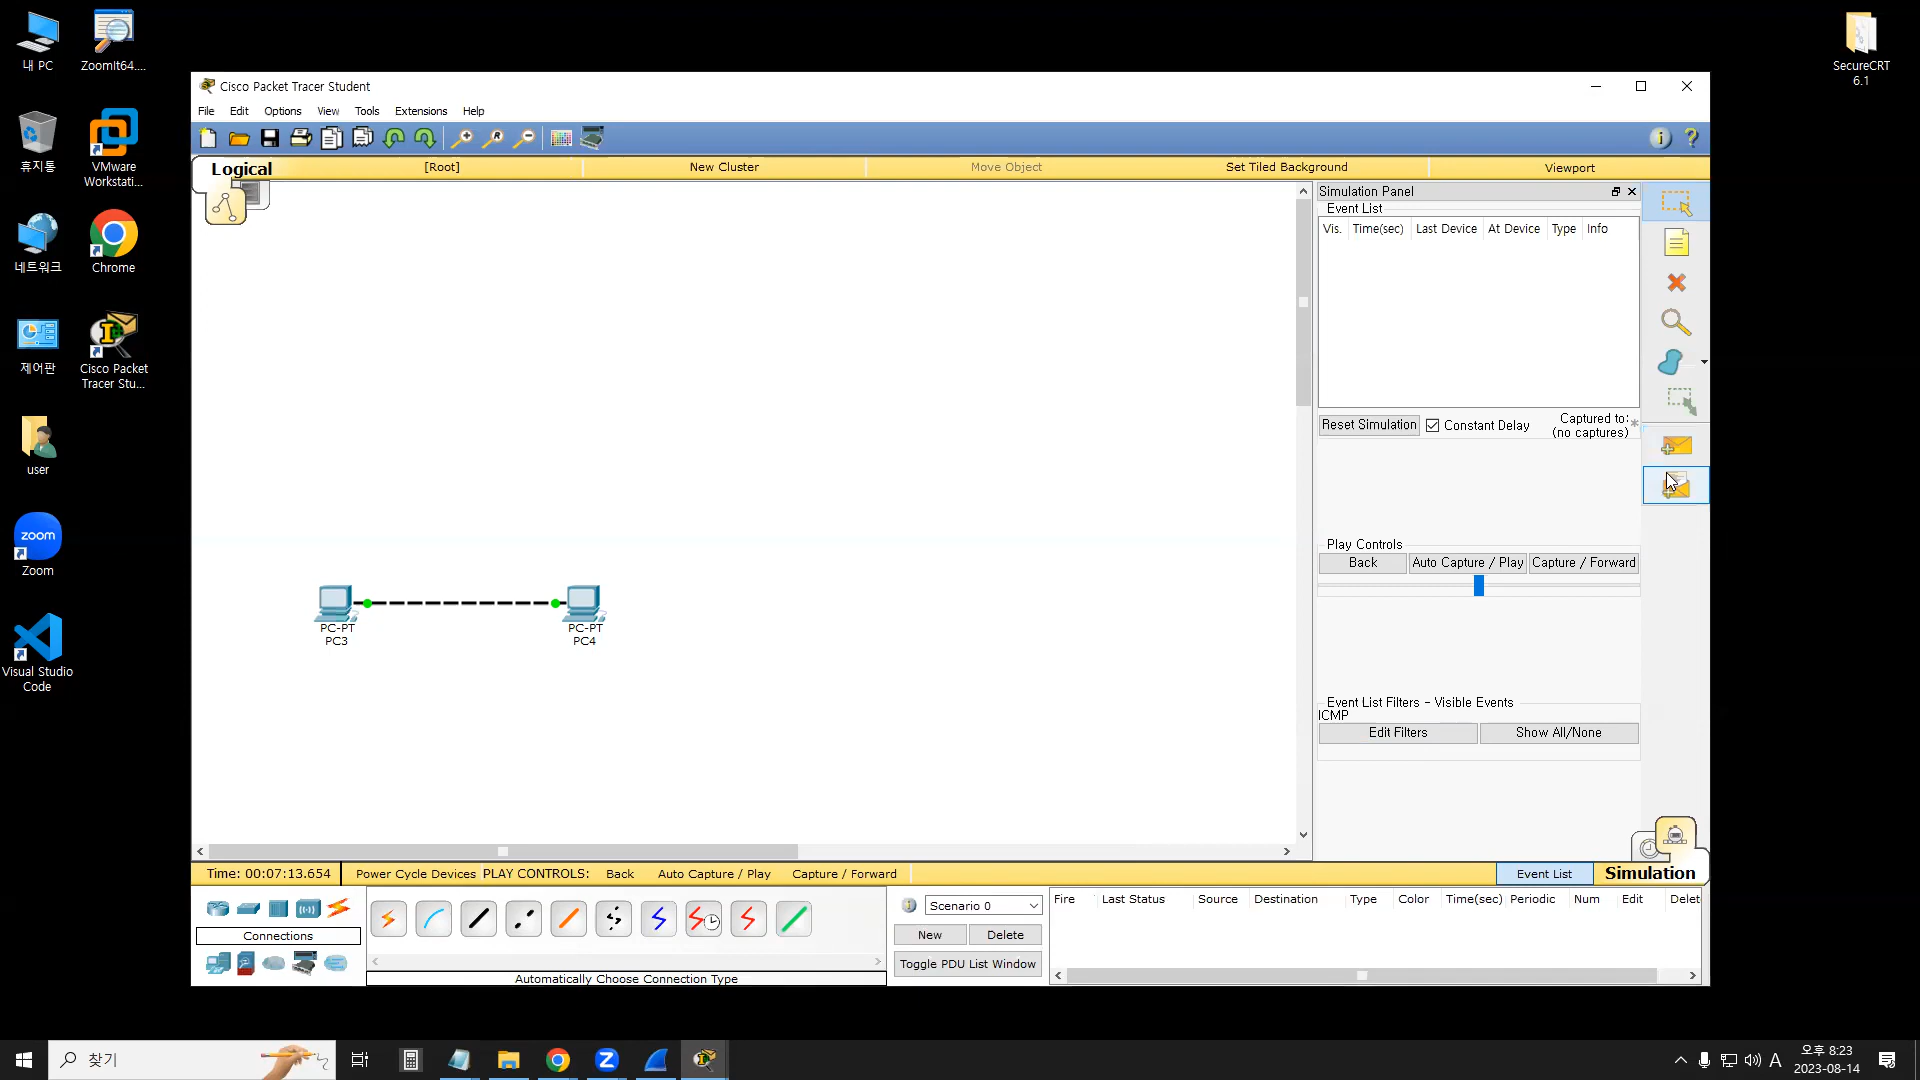 내 PC
ZoomIt64....
SecureCRT
6.1
휴지통
VMware
Workstati...
네트워크
Chrome
제어판
Cisco Packet
Tracer Stu...
user
zoom
Zoom
Visual Studio
Code
Cisco Packet Tracer Student
File Edit Options View Tools Extensions Help
Logical [Root] New Cluster Move Object Set Tiled Background Viewport
Simulation Panel
Event List
Vis. Time(sec) Last Device At Device Type Info
Reset Simulation Constant Delay Captured to: *
(no captures)
Play Controls
Back Auto Capture / Play Capture / Forward
PC-PT
PC3
PC-PT
PC4
Event List Filters - Visible Events
ICMP
Edit Filters Show All/None
Time: 00:07:13.654 Power Cycle Devices PLAY CONTROLS: Back Auto Capture / Play Capture / Forward Event List Simulation
Connections
Automatically Choose Connection Type
Scenario 0
New Delete
Toggle PDU List Window
Fire Last Status Source Destination Type Color Time(sec) Periodic Num Edit Delet
찾기
A
오후 8:23
2023-08-14